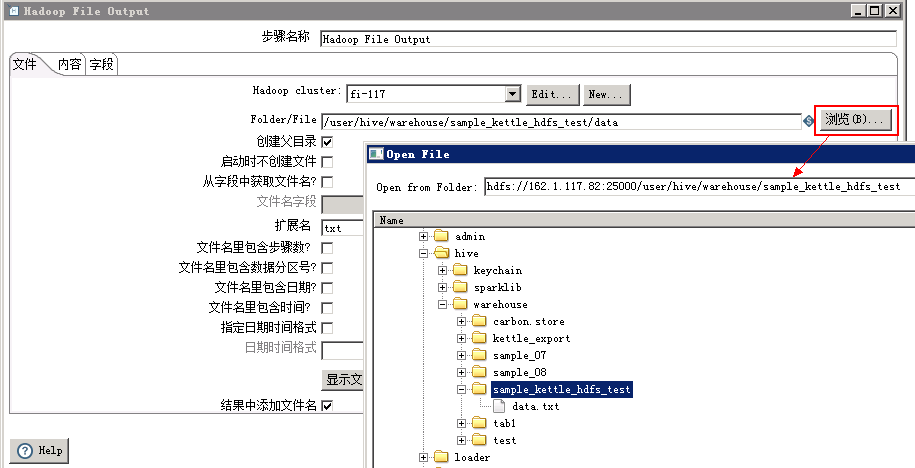 Hadoop File Output
步骤名称 Hadoop File Output
文件 内容 字段
Hadoop cluster: fi-117 Edit... New...
Folder/File /user/hive/warehouse/sample_kettle_hdfs_test/data 浏览(B)...
创建父目录
启动时不创建文件
从字段中获取文件名?
文件名字段
扩展名 txt
文件名里包含步骤数?
文件名里包含数据分区号?
文件名里包含日期?
文件名里包含时间?
指定日期时间格式
日期时间格式
显示文
结果中添加文件名
Help
Open File
Open from Folder: hdfs://162.1.117.82:25000/user/hive/warehouse/sample_kettle_hdfs_test
Name
admin
hive
keychain
sparklib
warehouse
carbon.store
kettle_export
sample_07
sample_08
sample_kettle_hdfs_test
data.txt
tab1
test
loader